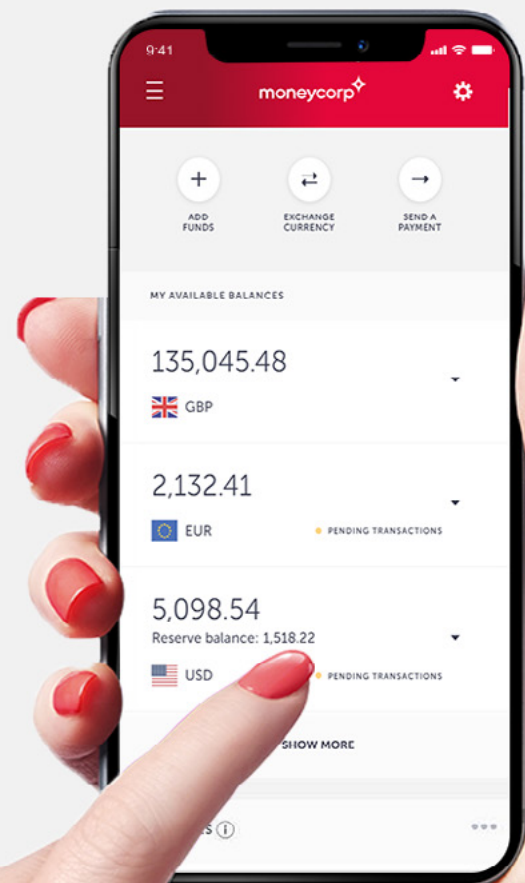 9:41
moneycorp
ADD
FUNDS
EXCHANGE
CURRENCY
SEND A
PAYMENT
MY AVAILABLE BALANCES
135,045.48
GBP
2,132.41
EUR
PENDING TRANSACTIONS
5,098.54
Reserve balance: 1,518.22
USD
PENDING TRANSACTIONS
SHOW MORE